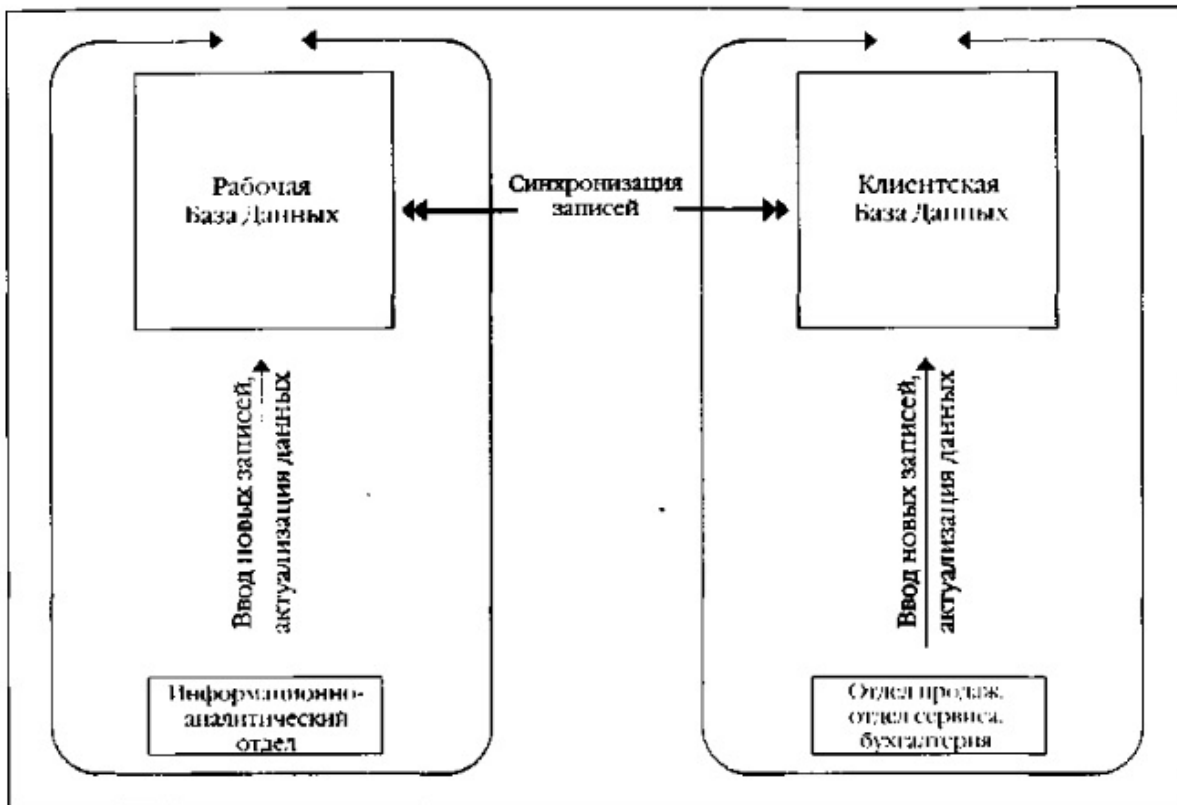 Рабочая
База Данных
Синхронизация
записей
Клиентская
База Данных
Ввод новых записей,
актуализация данных
Ввод новых записей,
актуализация данных
Информационно-
аналитический
отдел
Отдел продаж,
отдел сервиса,
бухгалтерия